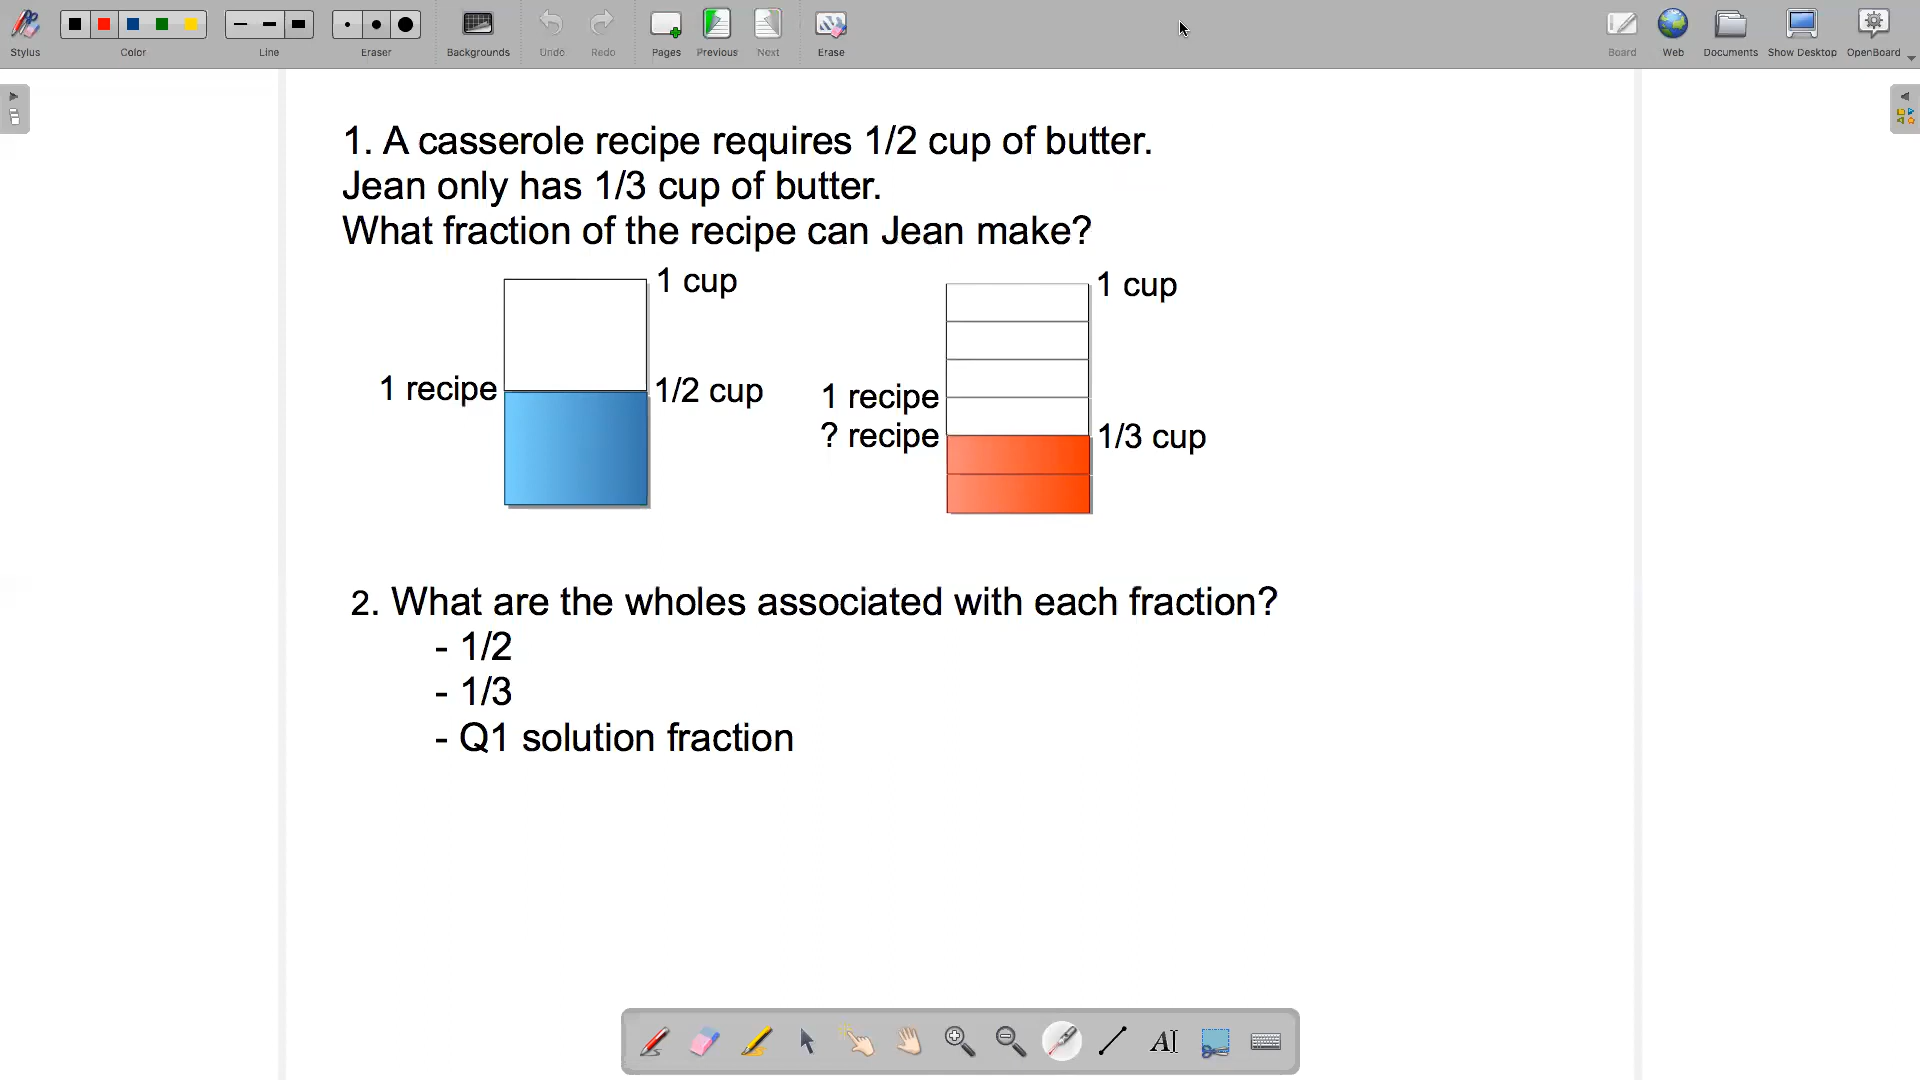 Stylus
Color
Line
Eraser
Backgrounds
Undo
Redo
Pages
Previous
Next
Erase
Board
Web
Documents
Show Desktop
OpenBoard
1. A casserole recipe requires 1/2 cup of butter.
Jean only has 1/3 cup of butter.
What fraction of the recipe can Jean make?
1 cup
1 recipe
1/2 cup
1 cup
1 recipe
? recipe
1/3 cup
2. What are the wholes associated with each fraction?
- 1/2
- 1/3
- Q1 solution fraction
AI